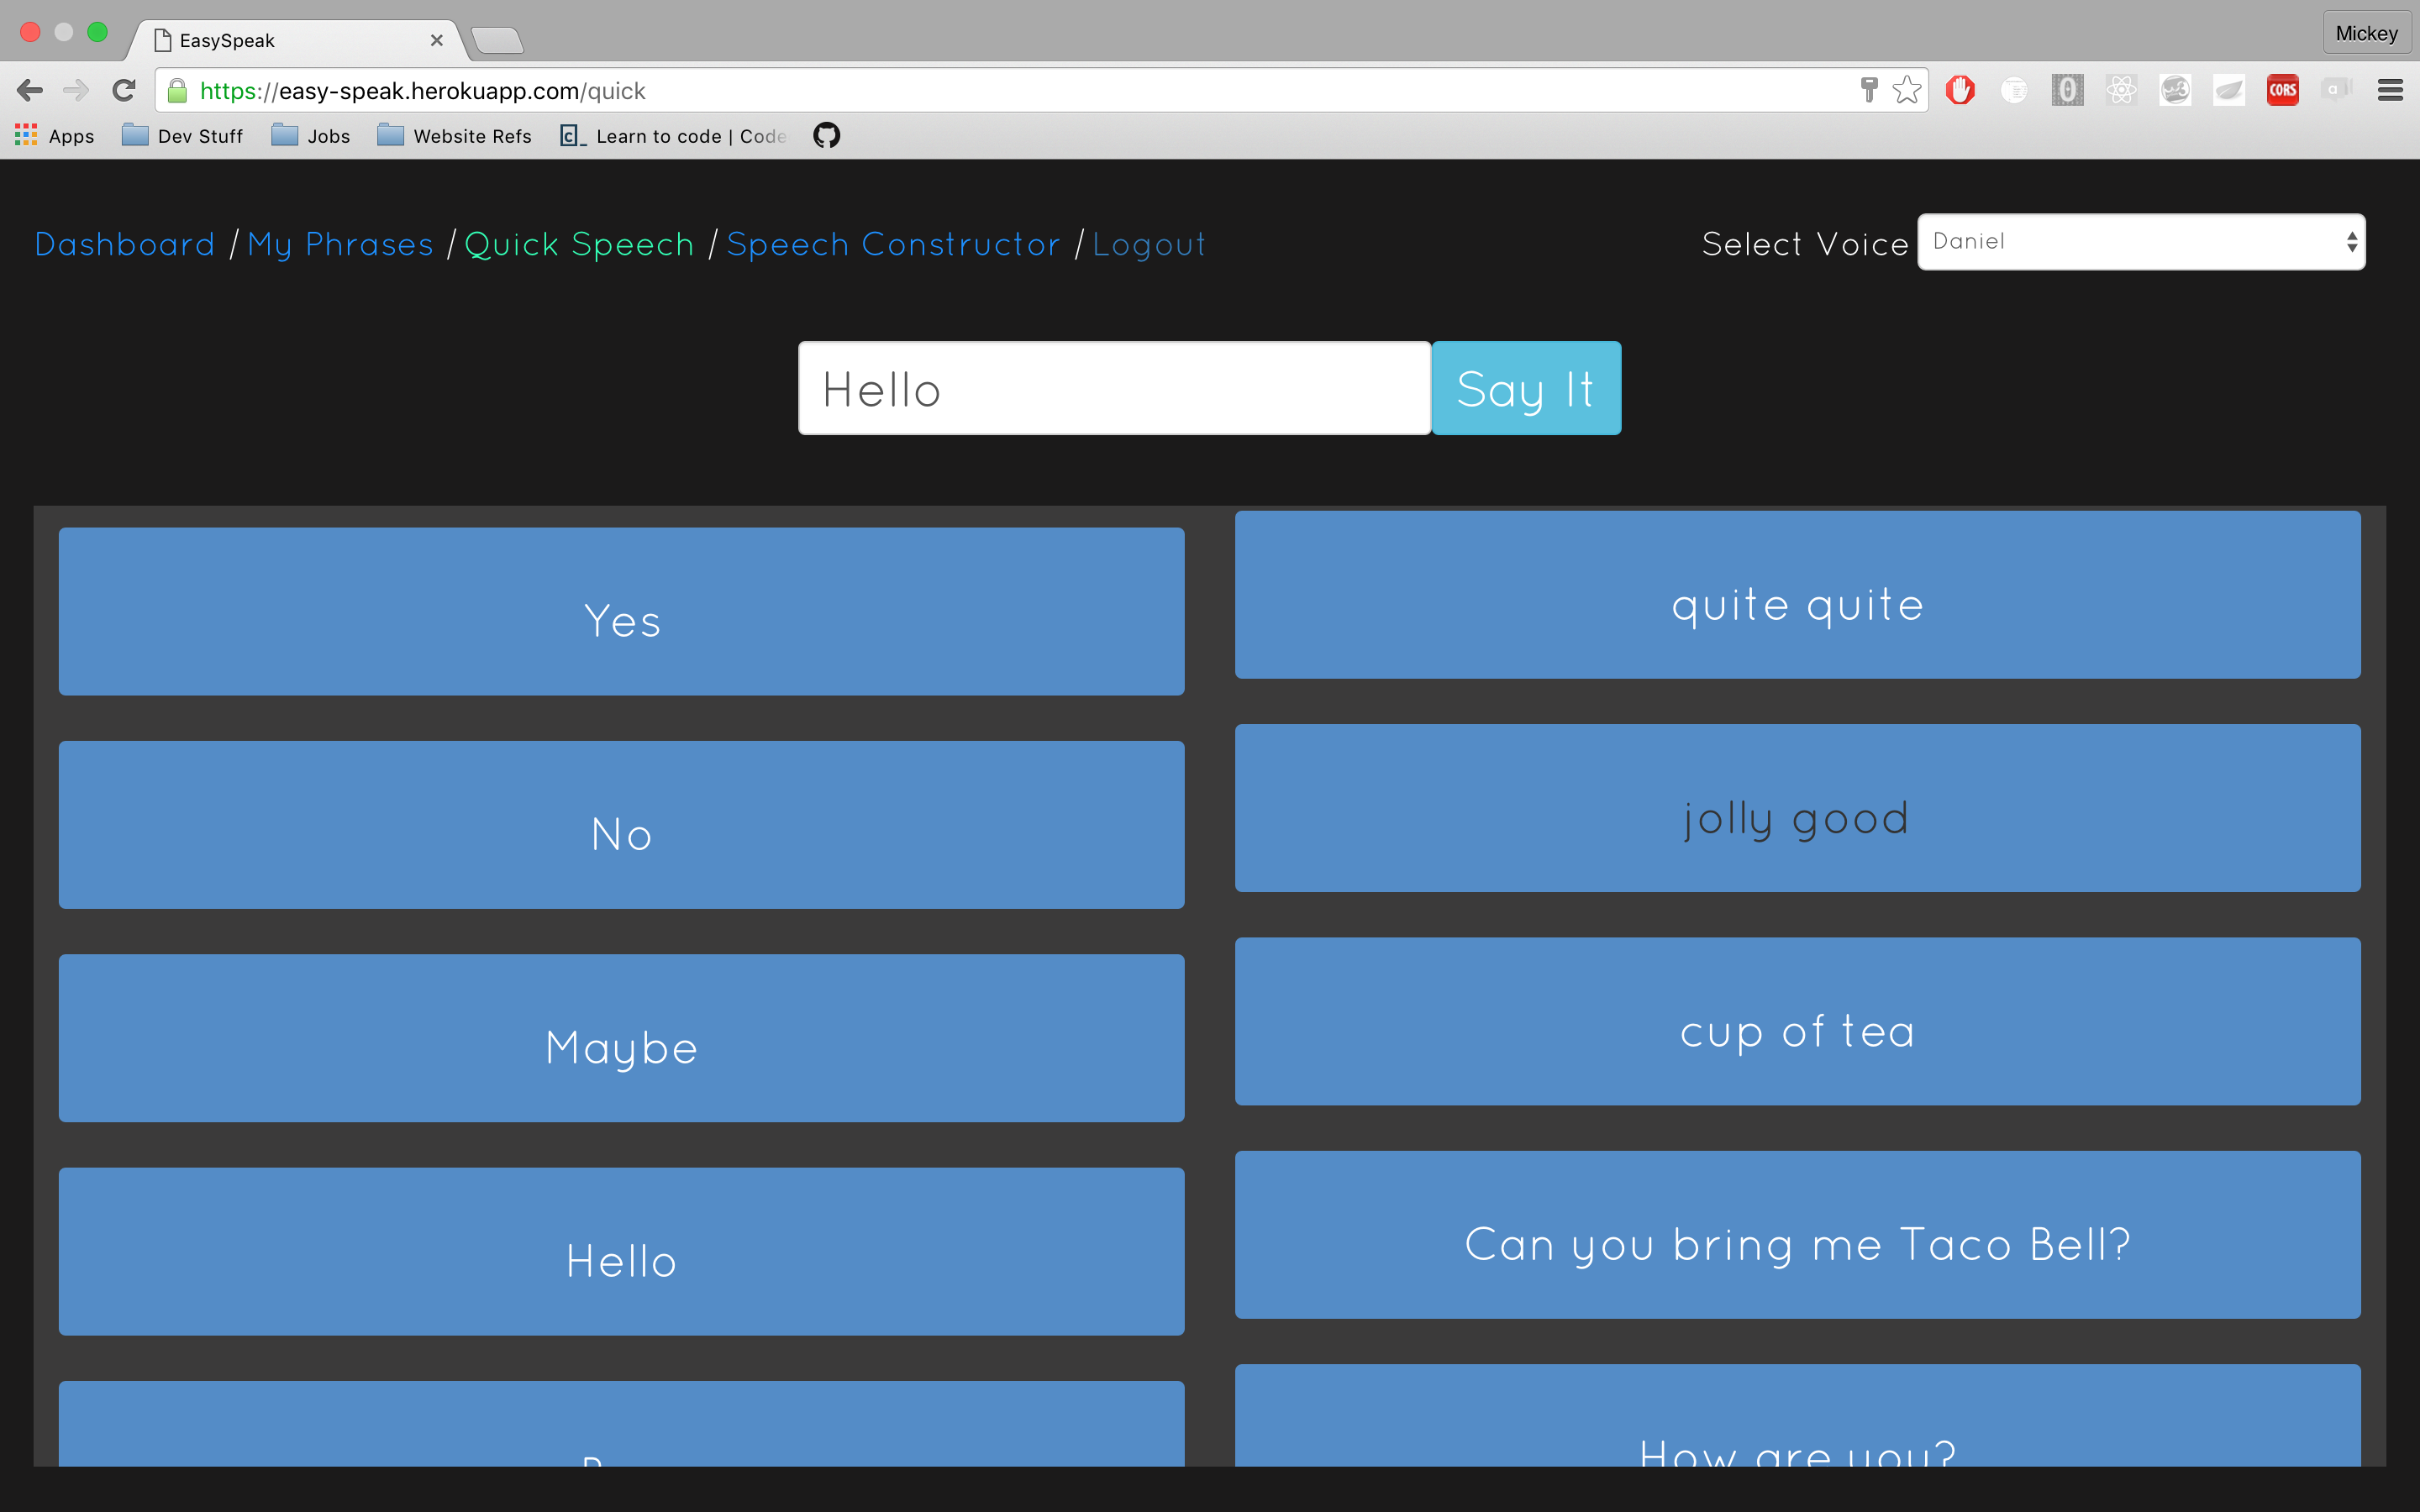 EasySpeak
Mickey
https://easy-speak.herokuapp.com/quick
0
CORS
a
Apps
Dev Stuff
Jobs
Website Refs
Learn to code | Code
Dashboard / My Phrases / Quick Speech / Speech Constructor / Logout
Select Voice Daniel
Hello
Say It
Yes
No
Maybe
Hello
quite quite
jolly good
cup of tea
Can you bring me Taco Bell?
How are you?